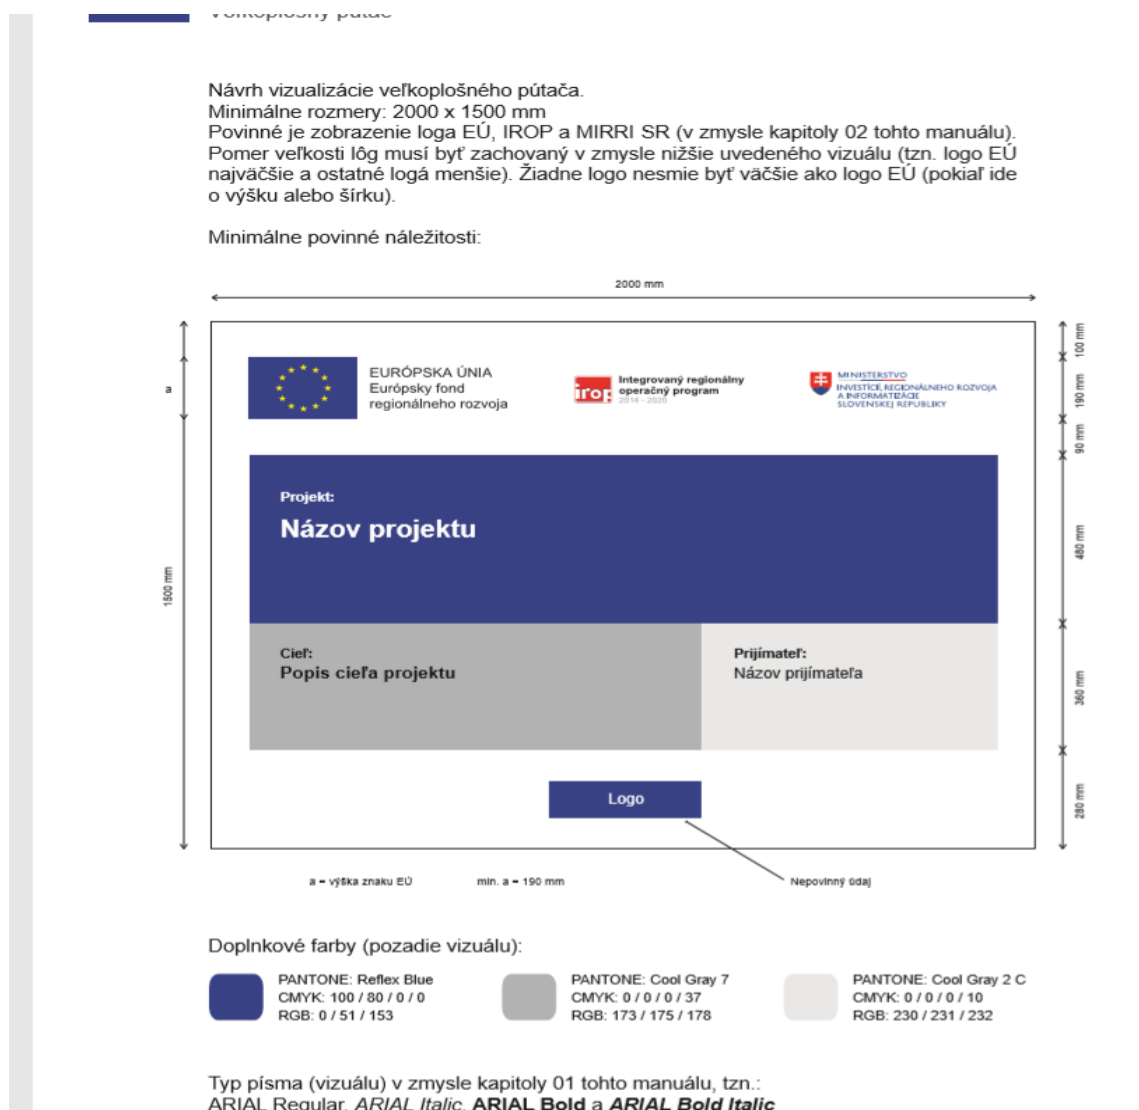 Veľkoplošný pútač
Návrh vizualizácie veľkoplošného pútača.
Minimálne rozmery: 2000 x 1500 mm
Povinné je zobrazenie loga EÚ, IROP a MIRRI SR (v zmysle kapitoly 02 tohto manuálu).
Pomer veľkosti lôg musí byť zachovaný v zmysle nižšie uvedeného vizuálu (tzn. logo EÚ
najväčšie a ostatné logá menšie). Žiadne logo nesmie byť väčšie ako logo EÚ (pokiaľ ide
o výšku alebo šírku).
Minimálne povinné náležitosti:
2000 mm
100 mm
a
190 mm
90 mm
EURÓPSKA ÚNIA
Európsky fond
regionálneho rozvoja
irop
Integrovaný regionálny
operačný program
2014 - 2020
MINISTERSTVO
INVESTÍCIÍ, REGIONÁLNEHO ROZVOJA
A INFORMATIZÁCIE
SLOVENSKEJ REPUBLIKY
Projekt:
Názov projektu
480 mm
1500 mm
Cieľ:
Popis cieľa projektu
Prijímateľ:
Názov prijímateľa
360 mm
Logo
280 mm
a = výška znaku EÚ
min. a = 190 mm
Nepovinný údaj
Doplnkové farby (pozadie vizuálu):
PANTONE: Reflex Blue
CMYK: 100 / 80 / 0 / 0
RGB: 0 / 51 / 153
PANTONE: Cool Gray 7
CMYK: 0 / 0 / 0 / 37
RGB: 173 / 175 / 178
PANTONE: Cool Gray 2 C
CMYK: 0 / 0 / 0 / 10
RGB: 230 / 231 / 232
Typ písma (vizuálu) v zmysle kapitoly 01 tohto manuálu, tzn.:
ARIAL Regular, ARIAL Italic, ARIAL Bold a ARIAL Bold Italic